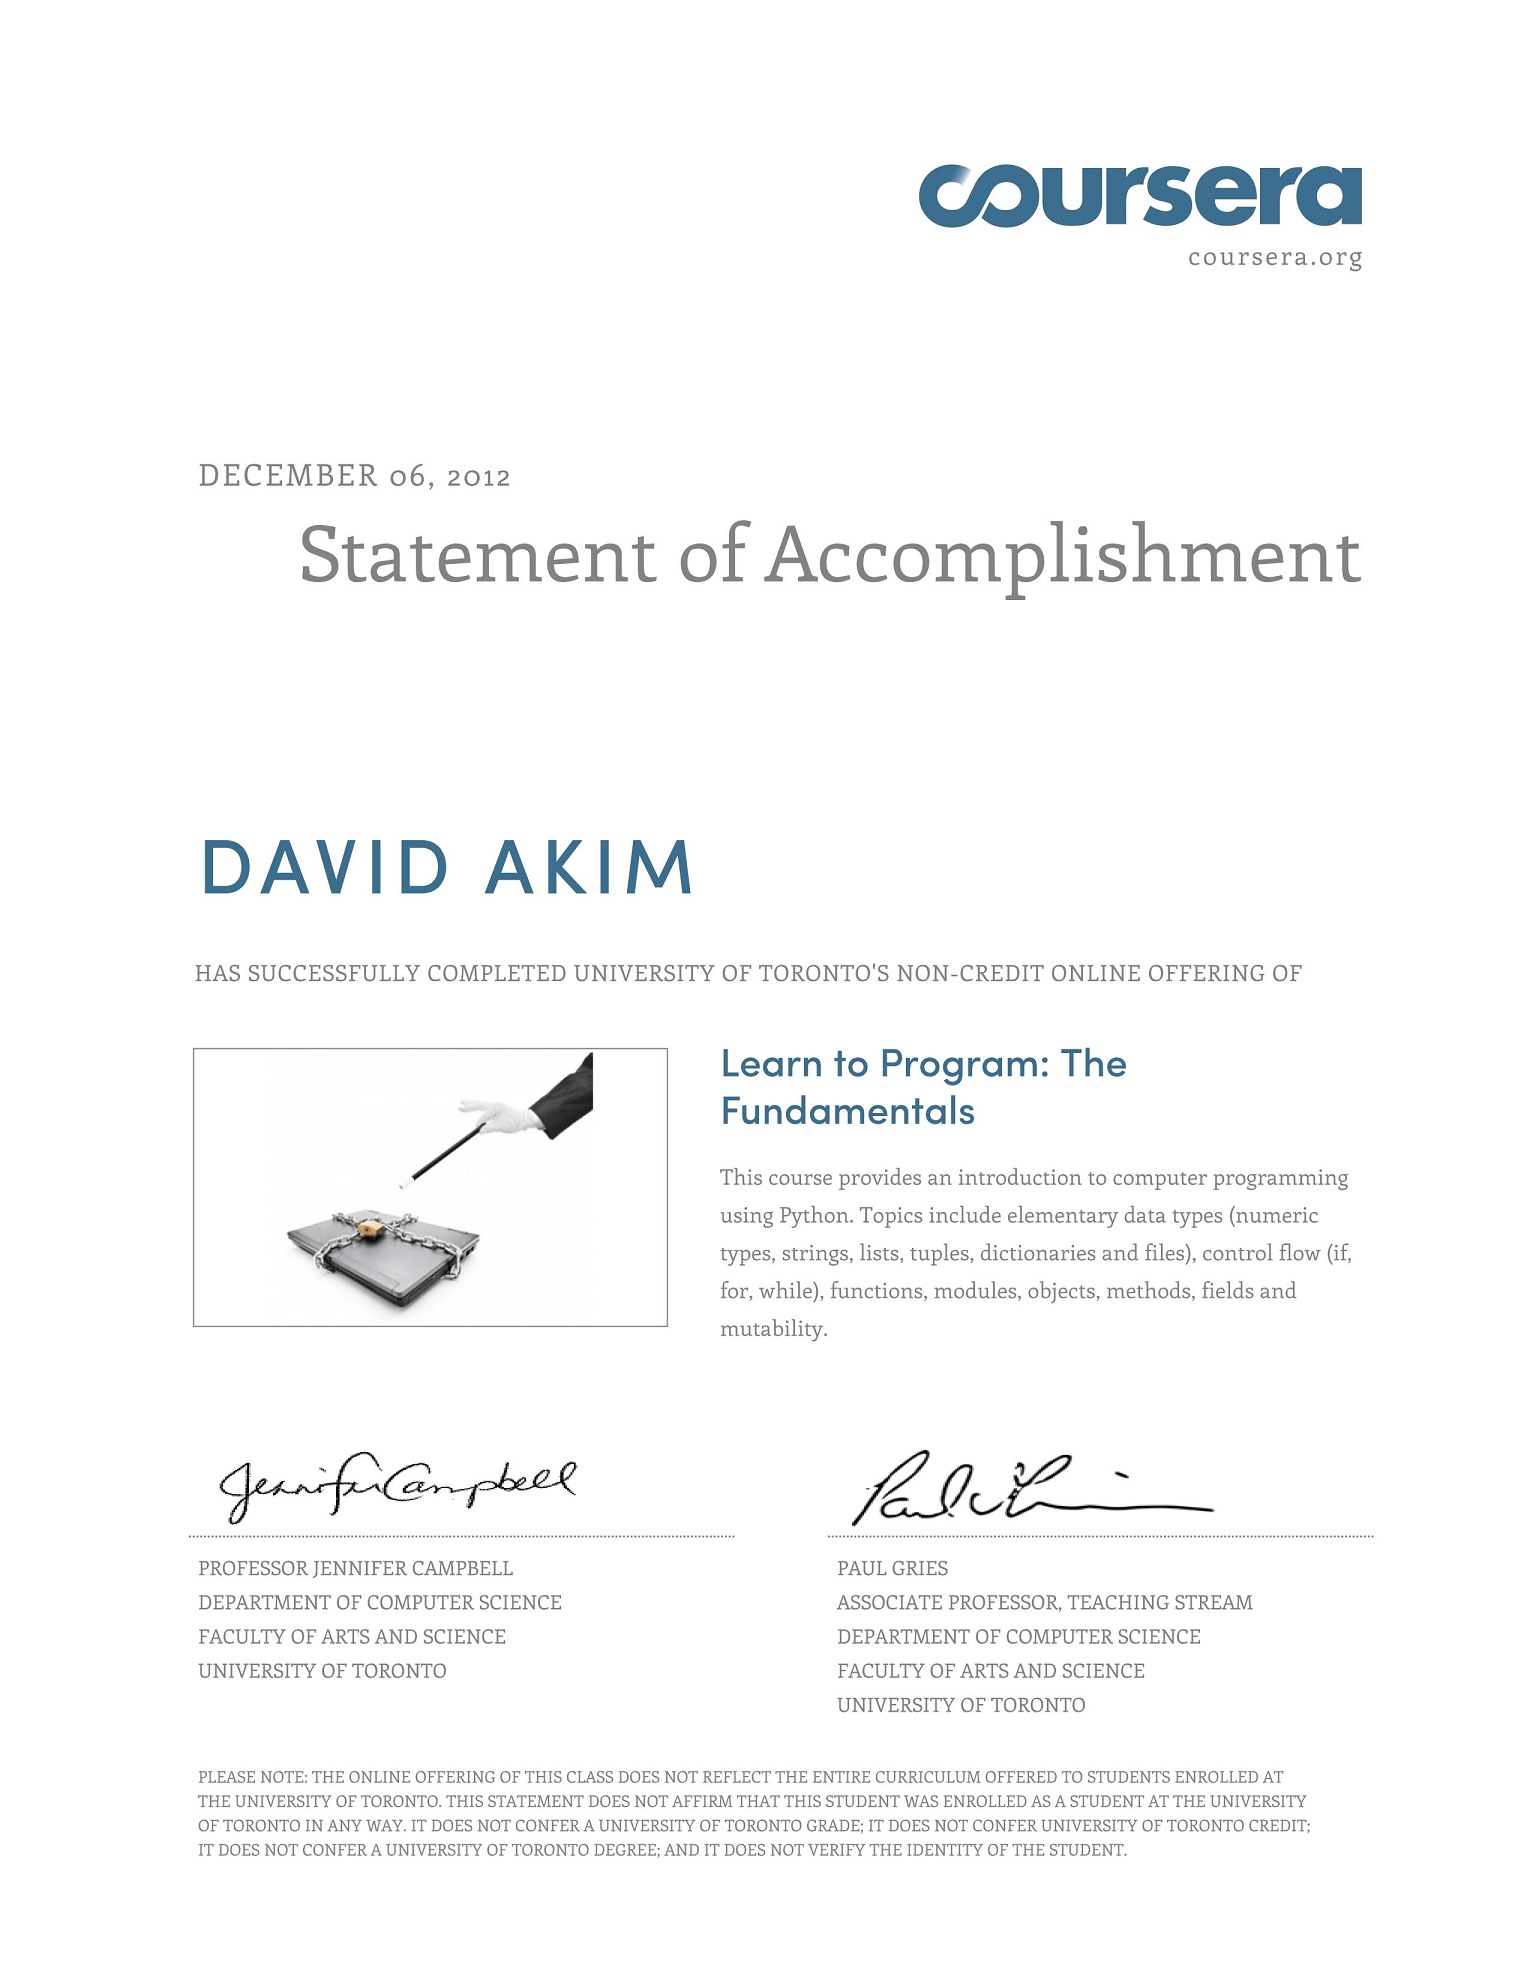 coursera
coursera.org
DECEMBER 06, 2012
Statement of Accomplishment
DAVID AKIM
HAS SUCCESSFULLY COMPLETED UNIVERSITY OF TORONTO'S NON-CREDIT ONLINE OFFERING OF
Learn to Program: The
Fundamentals
This course provides an introduction to computer programming
using Python. Topics include elementary data types (numeric
types, strings, lists, tuples, dictionaries and files), control flow (if,
for, while), functions, modules, objects, methods, fields and
mutability.
Jennifer Campbell
PROFESSOR JENNIFER CAMPBELL
DEPARTMENT OF COMPUTER SCIENCE
FACULTY OF ARTS AND SCIENCE
UNIVERSITY OF TORONTO
PAUL GRIES
ASSOCIATE PROFESSOR, TEACHING STREAM
DEPARTMENT OF COMPUTER SCIENCE
FACULTY OF ARTS AND SCIENCE
UNIVERSITY OF TORONTO
PLEASE NOTE: THE ONLINE OFFERING OF THIS CLASS DOES NOT REFLECT THE ENTIRE CURRICULUM OFFERED TO STUDENTS ENROLLED AT
THE UNIVERSITY OF TORONTO. THIS STATEMENT DOES NOT AFFIRM THAT THIS STUDENT WAS ENROLLED AS A STUDENT AT THE UNIVERSITY
OF TORONTO IN ANY WAY. IT DOES NOT CONFER A UNIVERSITY OF TORONTO GRADE; IT DOES NOT CONFER UNIVERSITY OF TORONTO CREDIT;
IT DOES NOT CONFER A UNIVERSITY OF TORONTO DEGREE; AND IT DOES NOT VERIFY THE IDENTITY OF THE STUDENT.